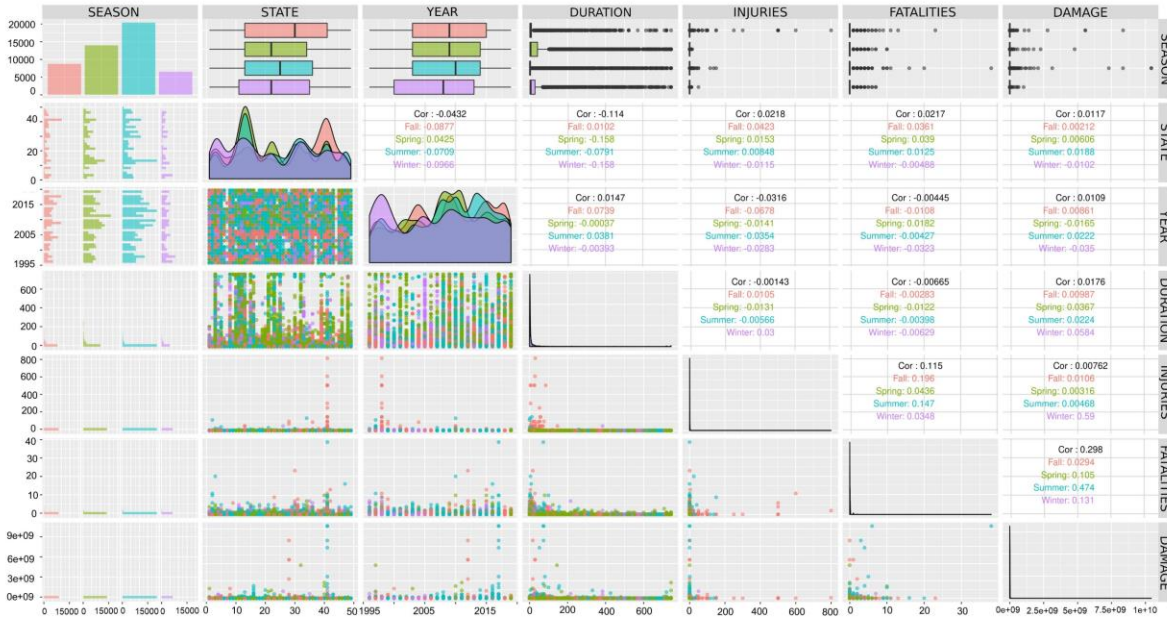 SEASON STATE YEAR DURATION INJURIES FATALITIES DAMAGE
20000
15000
10000
5000
0
SEASON
40
20
0
Cor : -0.0432
Fall: -0.0877
Spring: 0.0425
Summer: -0.0709
Winter: -0.0966
Cor : -0.114
Fall: 0.0102
Spring: -0.158
Summer: -0.0791
Winter: -0.158
Cor : 0.0218
Fall: 0.0423
Spring: 0.0153
Summer: 0.00848
Winter: -0.0115
Cor : 0.0217
Fall: 0.0361
Spring: 0.039
Summer: 0.0125
Winter: -0.00488
Cor : 0.0117
Fall: 0.00212
Spring: 0.00606
Summer: 0.0188
Winter: -0.0102
STATE
2015
2005
1995
Cor : 0.0147
Fall: 0.0739
Spring: -0.00037
Summer: 0.0381
Winter: -0.00393
Cor : -0.0316
Fall: -0.0678
Spring: -0.0141
Summer: -0.0354
Winter: -0.0283
Cor : -0.00445
Fall: -0.0108
Spring: 0.0182
Summer: -0.00427
Winter: -0.0323
Cor : 0.0109
Fall: 0.00861
Spring: -0.0165
Summer: 0.0222
Winter: -0.035
YEAR
600
400
200
0
Cor : -0.00143
Fall: 0.0105
Spring: -0.0131
Summer: -0.00566
Winter: 0.03
Cor : -0.00665
Fall: -0.00283
Spring: -0.0122
Summer: -0.00398
Winter: -0.00629
Cor : 0.0176
Fall: 0.00987
Spring: 0.0367
Summer: 0.0224
Winter: 0.0584
DURATION
800
600
400
200
0
Cor : 0.115
Fall: 0.196
Spring: 0.0436
Summer: 0.147
Winter: 0.0348
Cor : 0.00762
Fall: 0.0106
Spring: 0.00316
Summer: 0.00468
Winter: 0.59
INJURIES
40
30
20
10
0
Cor : 0.298
Fall: 0.0294
Spring: 0.105
Summer: 0.474
Winter: 0.131
FATALITIES
9e+09
6e+09
3e+09
0e+09
DAMAGE
0 15000 0 15000 0 15000 0 15000 0 10 20 30 40 50 1995 2005 2015 0 200 400 600 0 200 400 600 800 0 10 20 30 0e+09 2.5e+09 7.5e+09 1e+10